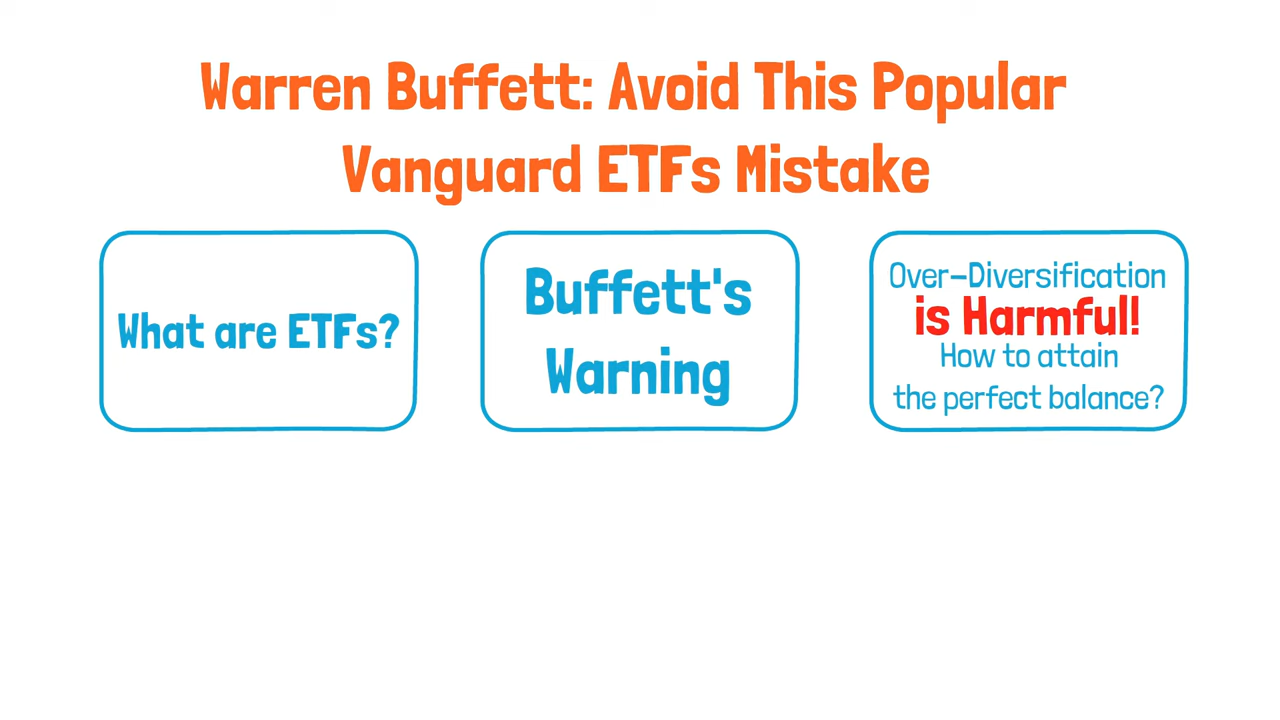 Warren Buffett: Avoid This Popular
Vanguard ETFs Mistake
What are ETFs?
Buffett's
Warning
Over-Diversification
is Harmful!
How to attain
the perfect balance?